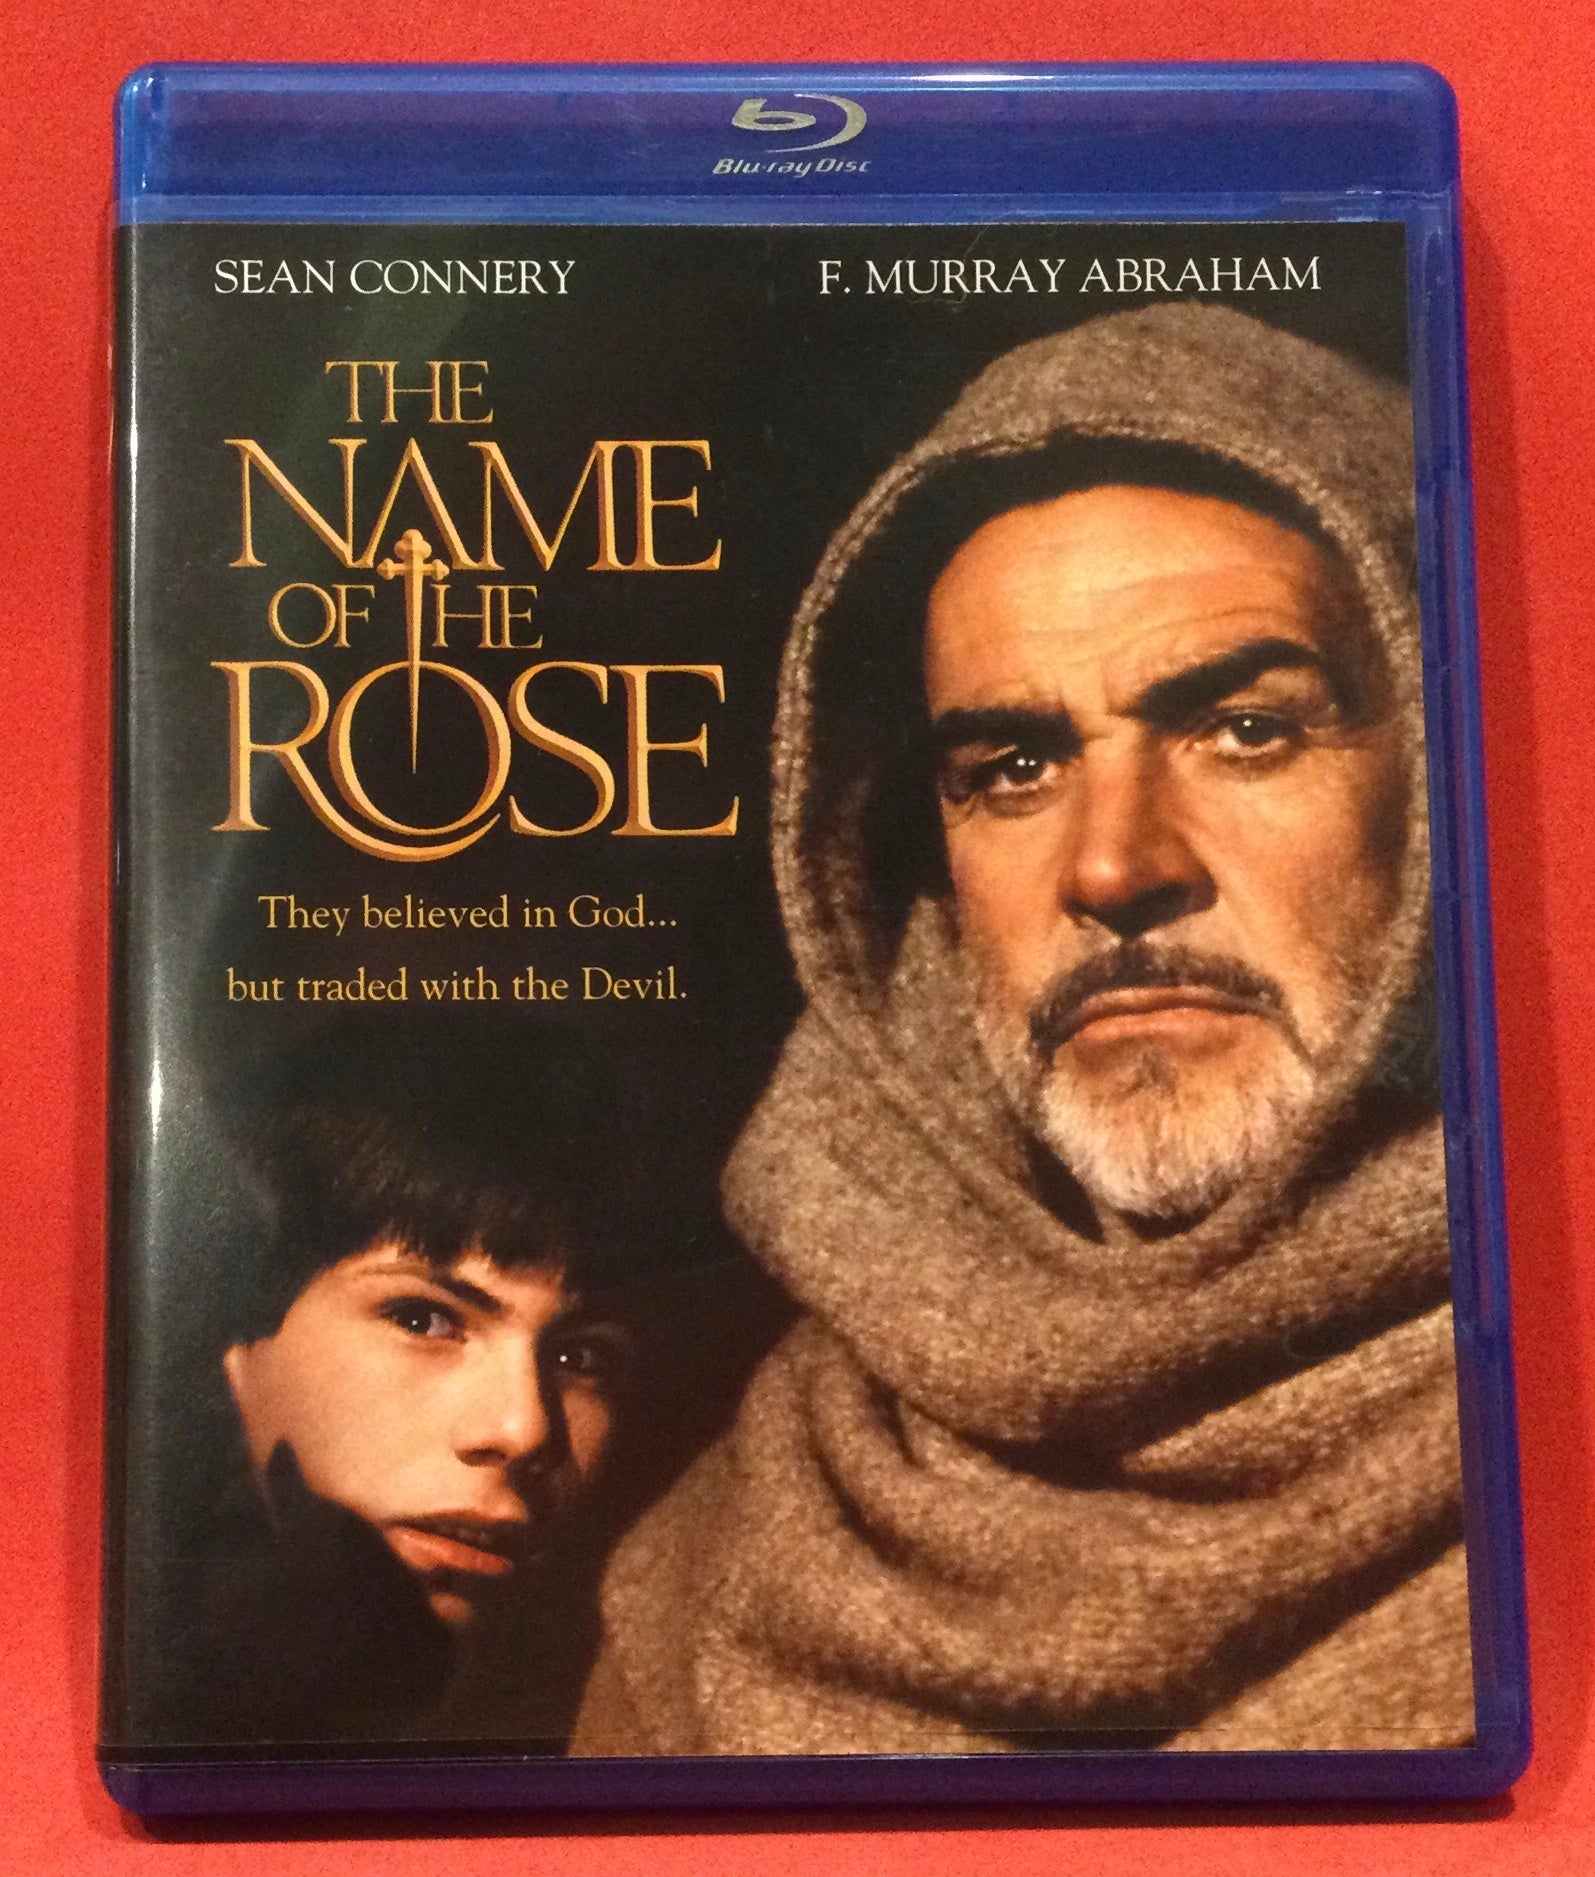 Blu-ray Disc
SEAN CONNERY
F. MURRAY ABRAHAM
THE
NAME
OF THE
ROSE
They believed in God...
but traded with the Devil.